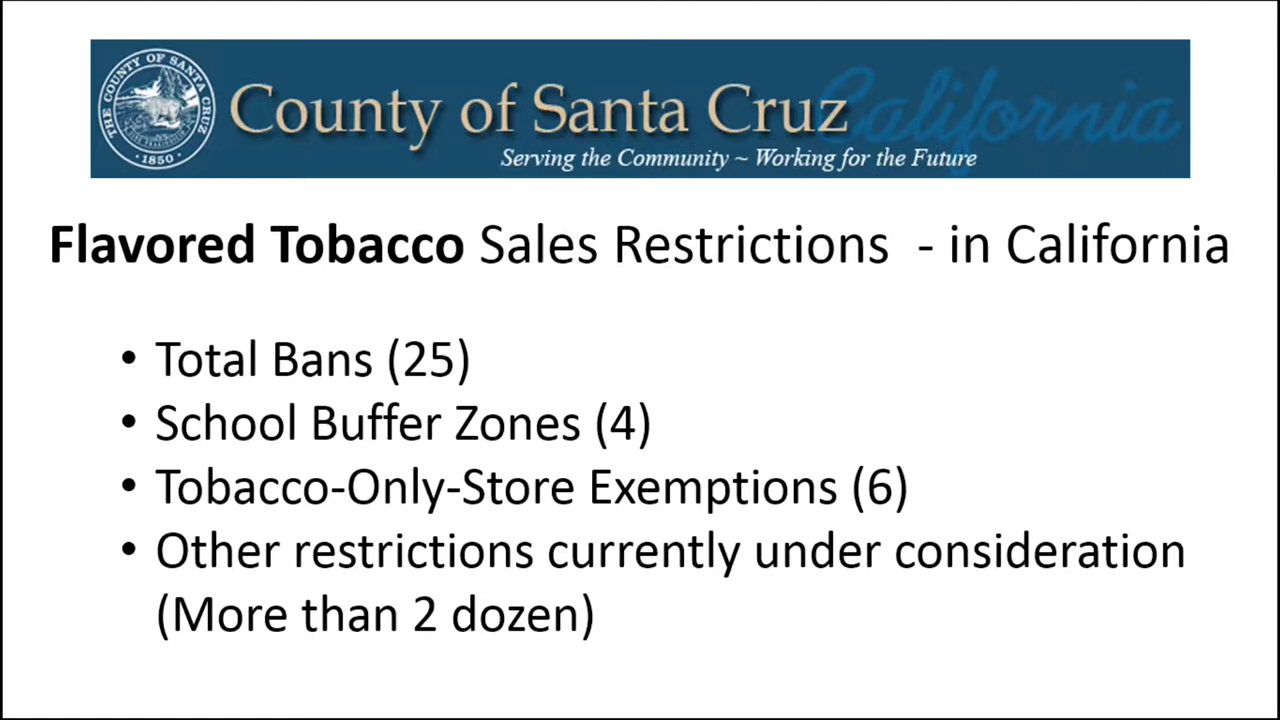 THE COUNTY OF SANTA CRUZ
1850
County of Santa Cruz California
Serving the Community ~ Working for the Future
Flavored Tobacco Sales Restrictions - in California
• Total Bans (25)
• School Buffer Zones (4)
• Tobacco-Only-Store Exemptions (6)
• Other restrictions currently under consideration
(More than 2 dozen)